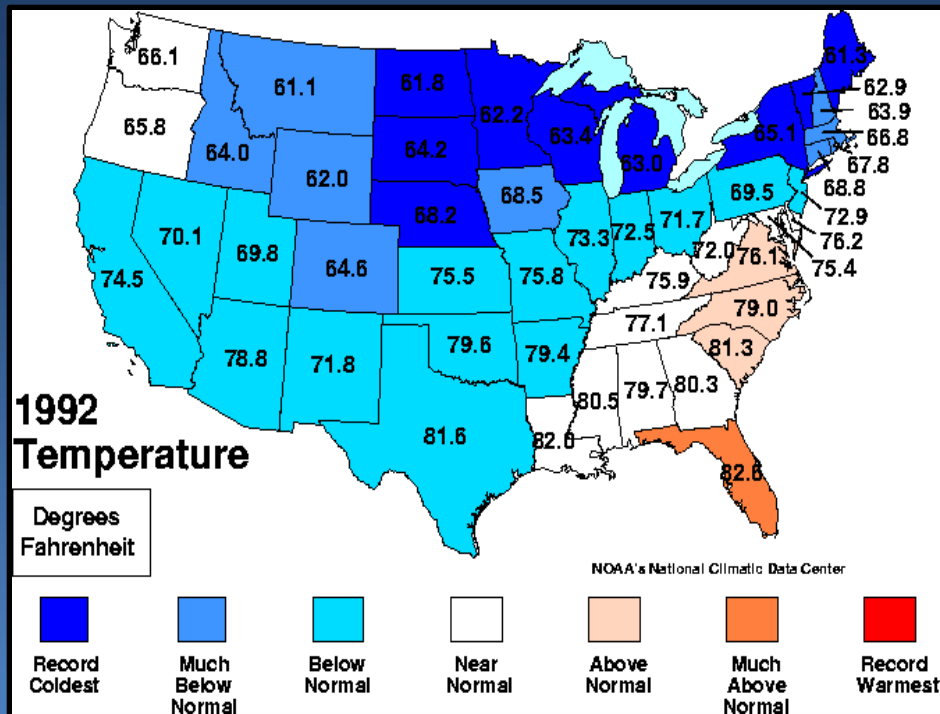 66.1
61.1
61.8
62.2
61.3
62.9
63.9
66.8
67.8
68.8
65.8
64.0
62.0
64.2
63.4
63.0
65.1
68.2
68.5
69.5
72.9
76.2
75.4
74.5
70.1
69.8
64.6
75.5
75.8
73.3
72.5
71.7
72.0
76.1
75.9
79.0
77.1
81.3
78.8
71.8
79.6
79.4
80.5
79.7
80.3
81.6
82.0
82.6
1992
Temperature
Degrees
Fahrenheit
NOAA's National Climatic Data Center
Record
Coldest
Much
Below
Normal
Below
Normal
Near
Normal
Above
Normal
Much
Above
Normal
Record
Warmest